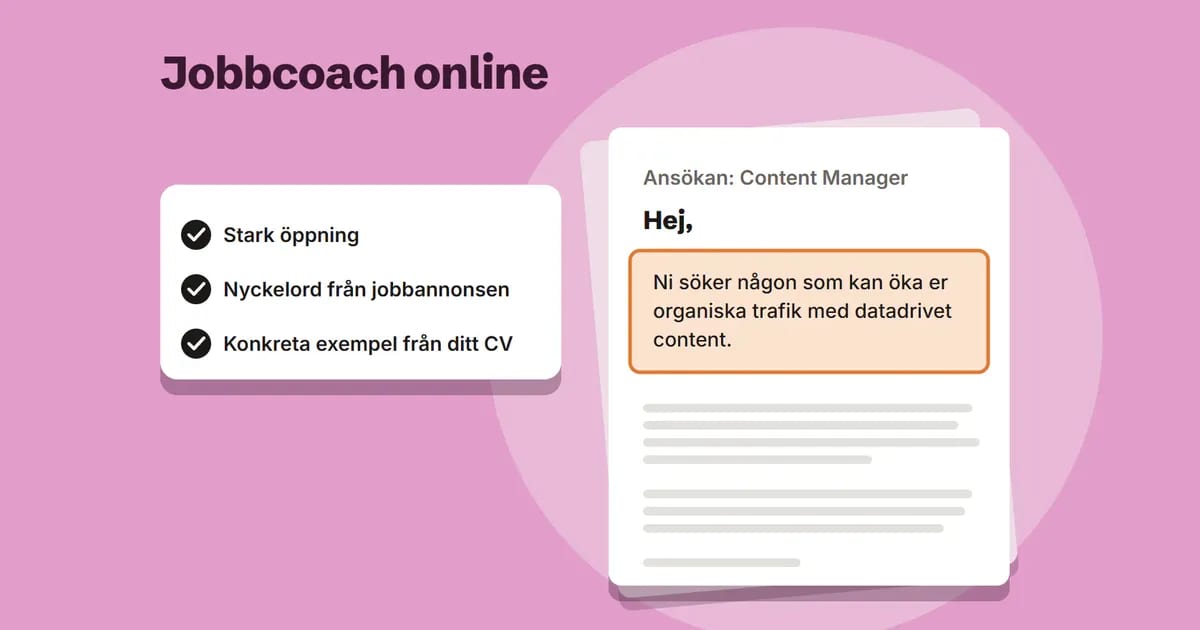 Jobbcoach online
Stark öppning
Nyckelord från jobbannonsen
Konkreta exempel från ditt CV
Ansökan: Content Manager
Hej,
Ni söker någon som kan öka er
organiska trafik med datadrivet
content.